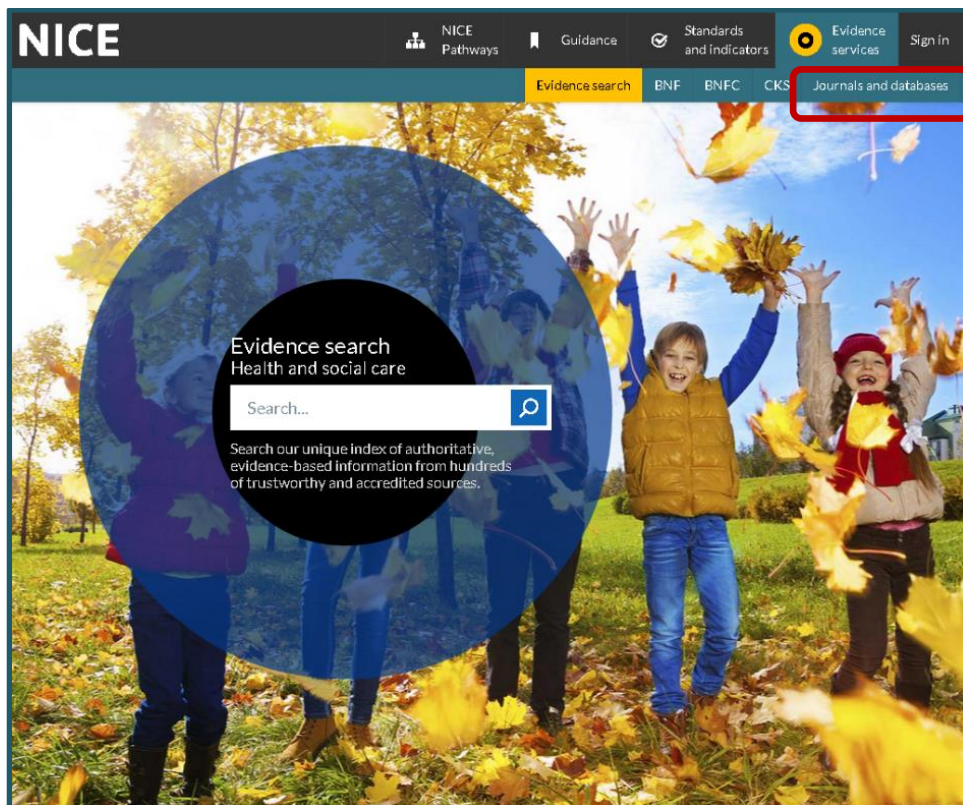 NICE
NICE
Pathways
Guidance
Standards
and indicators
Evidence
services
Sign in
Evidence search
BNF
BNFC
CKS
Journals and databases
Evidence search
Health and social care
Search...
Search our unique index of authoritative,
evidence-based information from hundreds
of trustworthy and accredited sources.